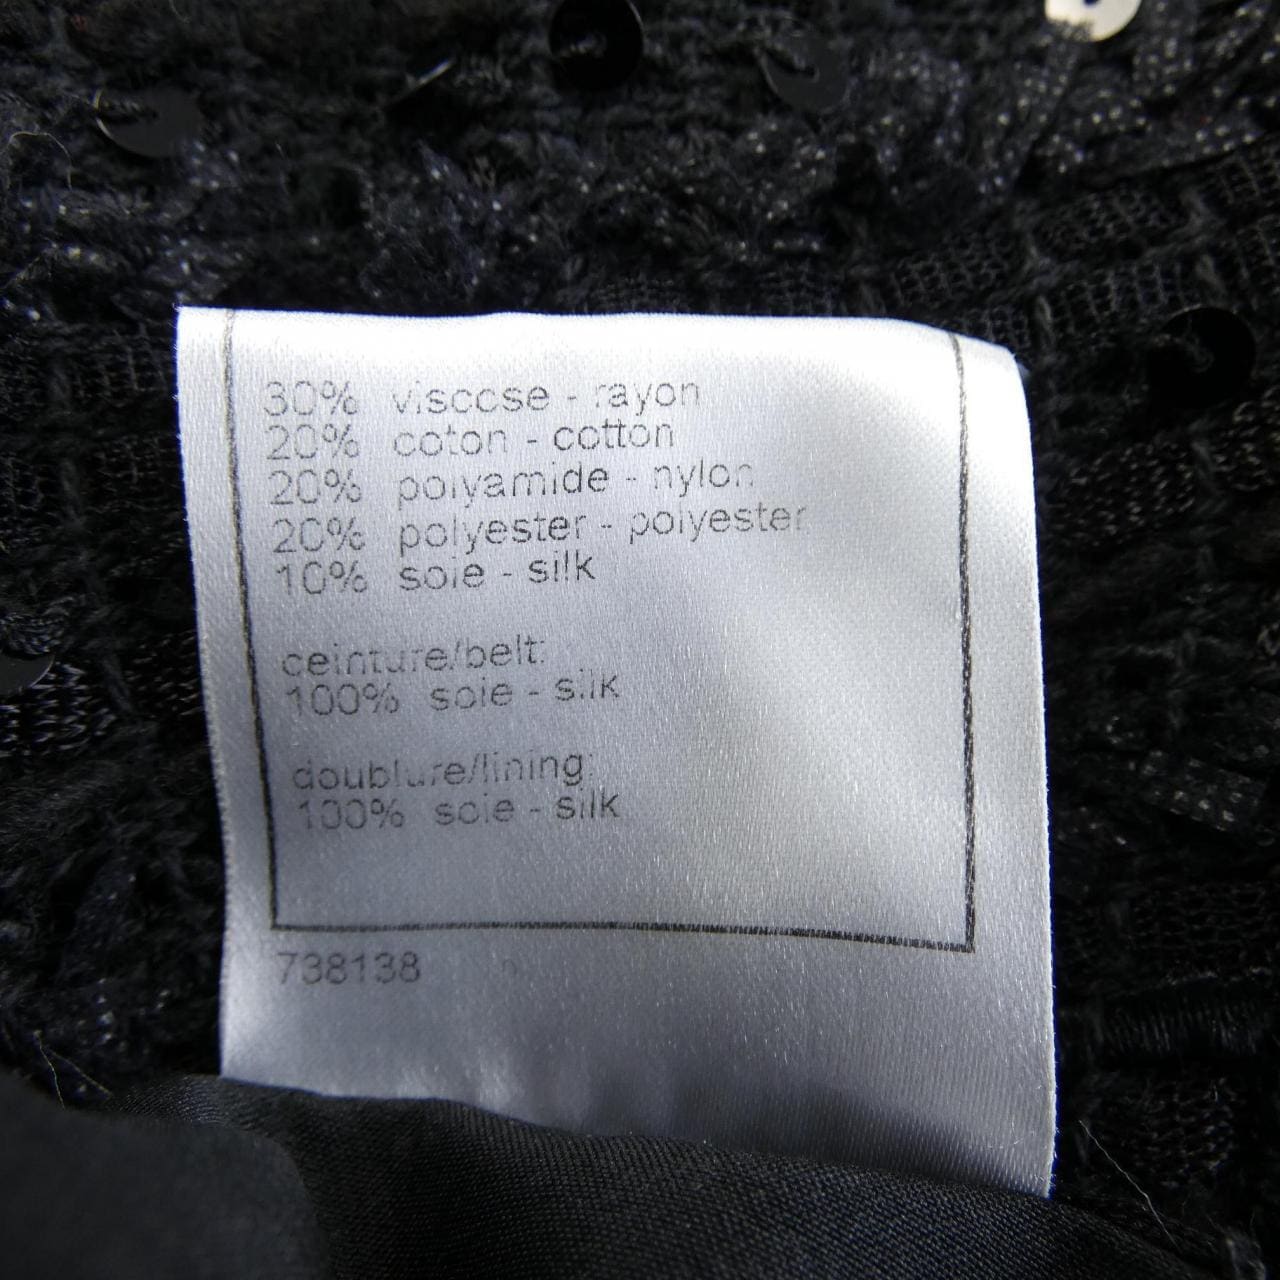 30% viscose - rayon
20% coton - cotton
20% polyamide - nylon
20% polyester - polyester
10% soie - silk
ceinture/belt:
100% soie - silk
doublure/lining:
100% soie - silk
738138